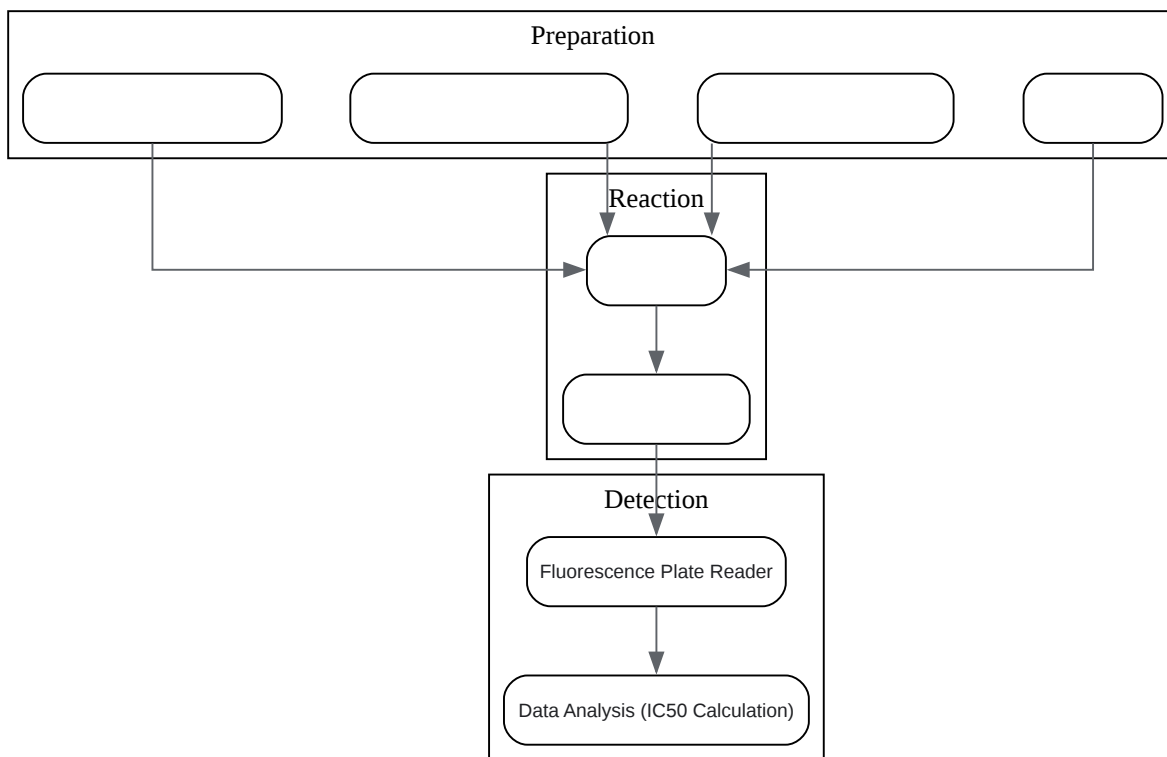 Preparation
Reaction
Detection
Fluorescence Plate Reader
Data Analysis (IC50 Calculation)